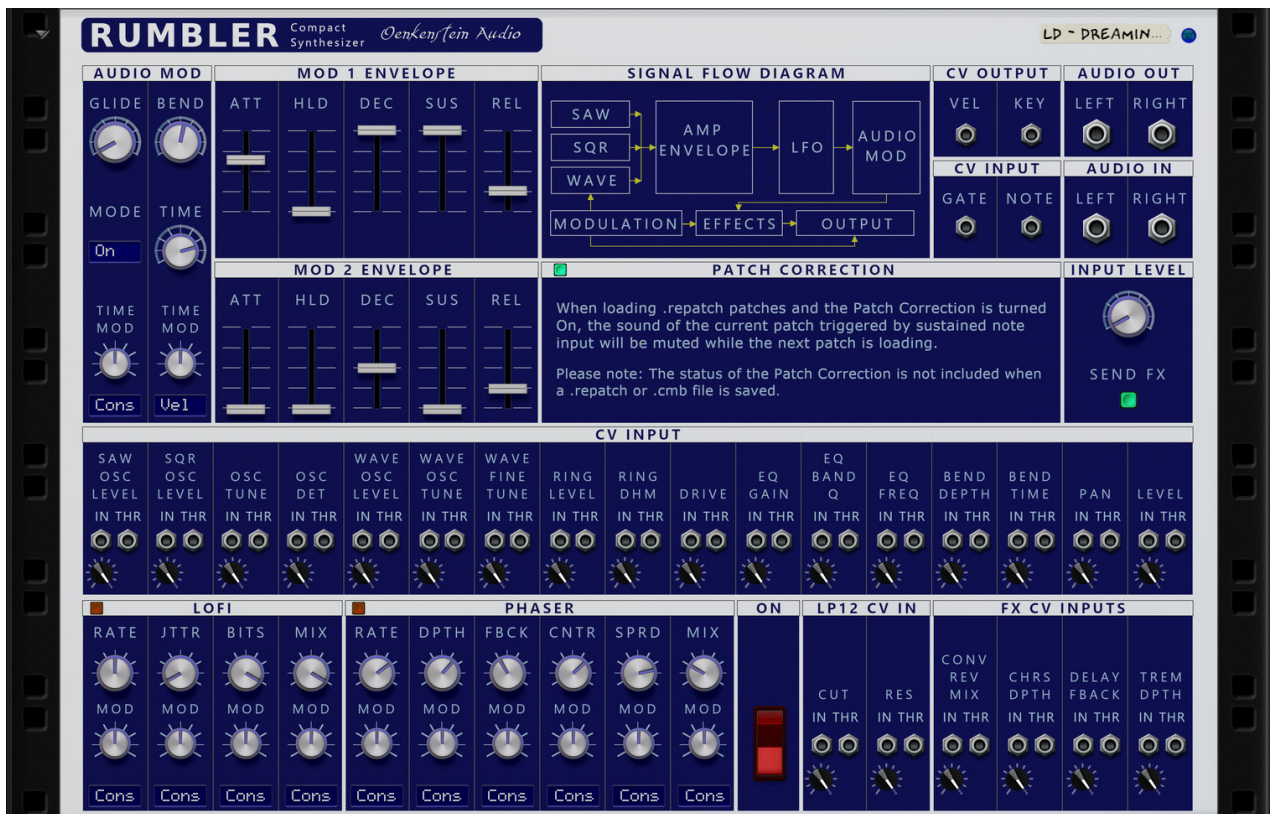 RUMBLER
Compact
Synthesizer
Oenkenstein Audio
LD - DREAMIN...
AUDIO MOD
GLIDE BEND
MODE TIME
On
TIME MOD TIME MOD
Cons Vel
MOD 1 ENVELOPE
ATT HLD DEC SUS REL
MOD 2 ENVELOPE
ATT HLD DEC SUS REL
SIGNAL FLOW DIAGRAM
SAW
SQR
WAVE
AMP
ENVELOPE
LFO
AUDIO
MOD
MODULATION EFFECTS OUTPUT
CV OUTPUT
VEL KEY
AUDIO OUT
LEFT RIGHT
CV INPUT
GATE NOTE
AUDIO IN
LEFT RIGHT
PATCH CORRECTION
When loading .repatch patches and the Patch Correction is turned
On, the sound of the current patch triggered by sustained note
input will be muted while the next patch is loading.
Please note: The status of the Patch Correction is not included when
a .repatch or .cmb file is saved.
INPUT LEVEL
SEND FX
CV INPUT
SAW
OSC
LEVEL
IN THR
SQR
OSC
LEVEL
IN THR
OSC
TUNE
IN THR
OSC
DET
IN THR
WAVE
OSC
LEVEL
IN THR
WAVE
OSC
TUNE
IN THR
WAVE
FINE
TUNE
IN THR
RING
LEVEL
IN THR
RING
DHM
IN THR
DRIVE
IN THR
EQ
GAIN
IN THR
EQ
BAND
Q
IN THR
EQ
FREQ
IN THR
BEND
DEPTH
IN THR
BEND
TIME
IN THR
PAN
IN THR
LEVEL
IN THR
LOFI
RATE JTTR BITS MIX
MOD MOD MOD MOD
Cons Cons Cons Cons
PHASER
RATE DPTH FBCK CNTR SPRD MIX
MOD MOD MOD MOD MOD MOD
Cons Cons Cons Cons Cons Cons
ON
LP12 CV IN
CUT RES
IN THR IN THR
FX CV INPUTS
CONV
REV
MIX
IN THR
CHRS
DPTH
IN THR
DELAY
FBACK
IN THR
TREM
DPTH
IN THR